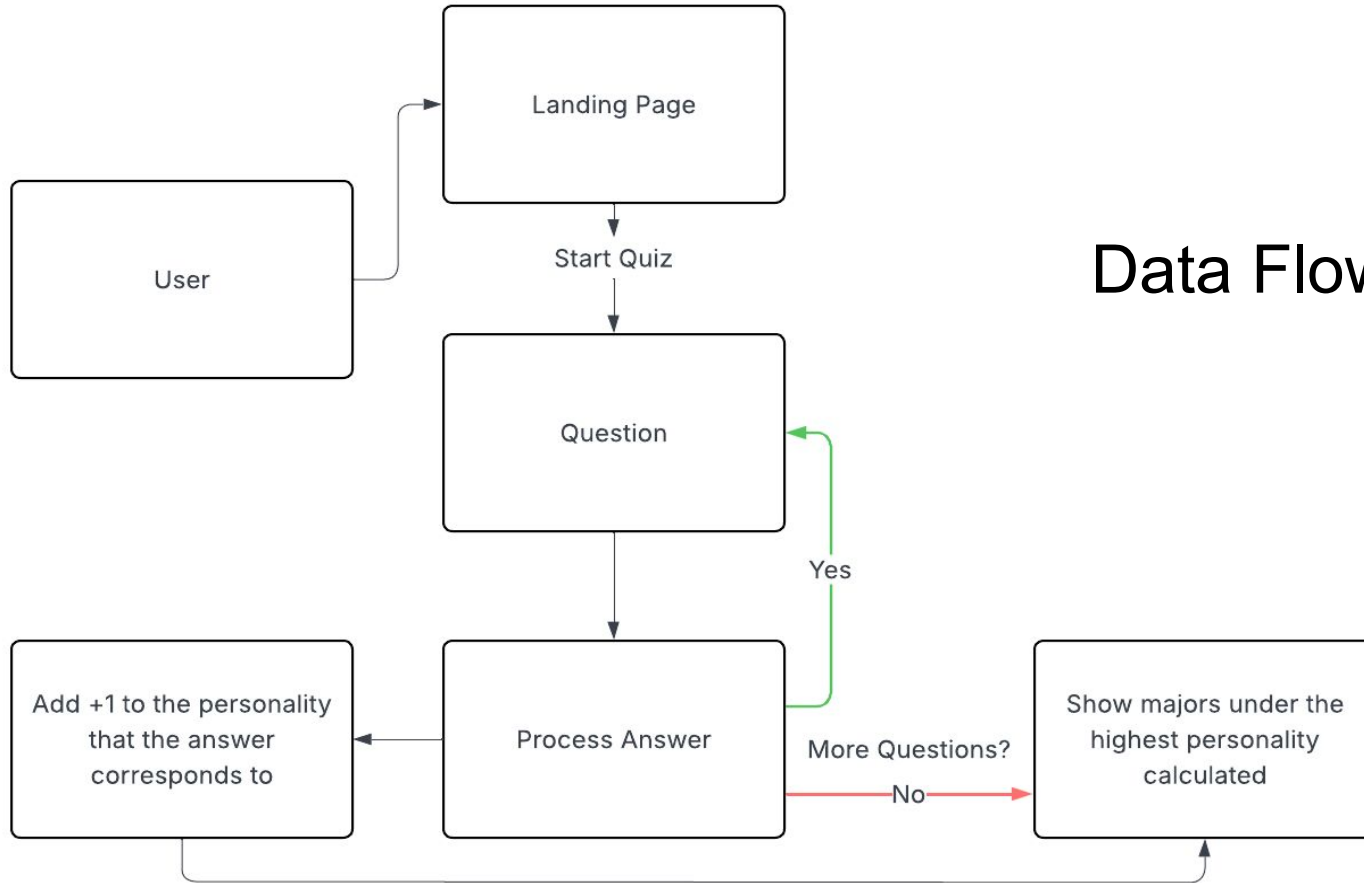 Landing Page
User
Start Quiz
Data Flow
Question
Yes
Add +1 to the personality
that the answer
corresponds to
Process Answer
More Questions?
No
Show majors under the
highest personality
calculated